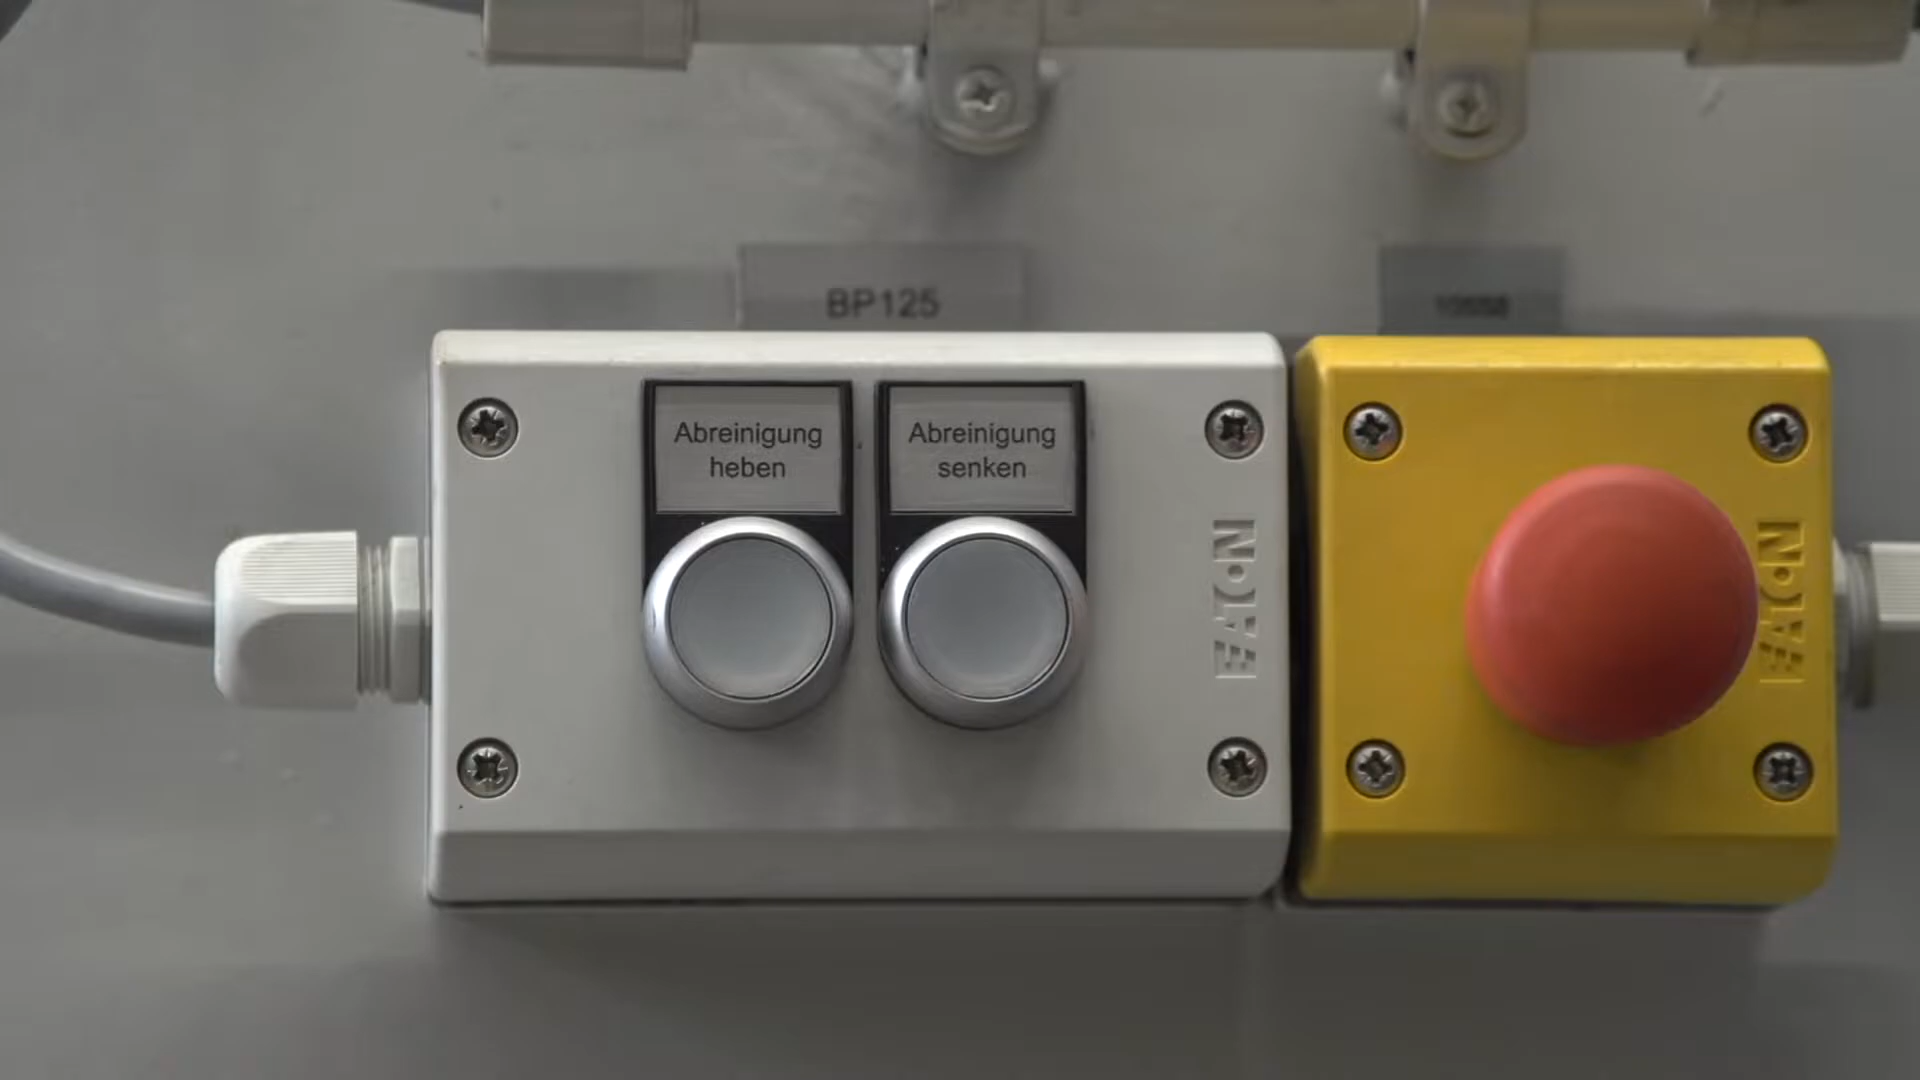 BP125
Abreinigung
heben
Abreinigung
senken
EATON
EATON